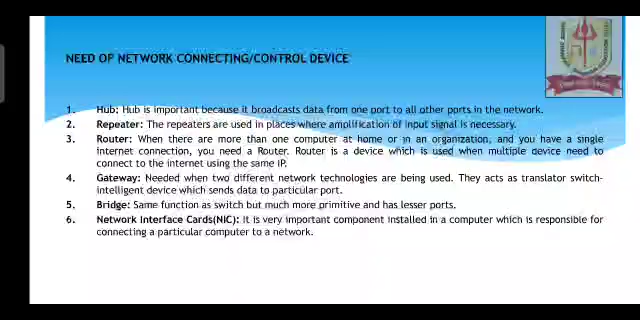 NEED OF NETWORK CONNECTING/CONTROL DEVICE
1. Hub: Hub is important because it broadcasts data from one port to all other ports in the network.
2. Repeater: The repeaters are used in places where amplification of input signal is necessary.
3. Router: When there are more than one computer at home or in an organization, and you have a single
internet connection, you need a Router. Router is a device which is used when multiple device need to
connect to the internet using the same IP.
4. Gateway: Needed when two different network technologies are being used. They acts as translator switch-
intelligent device which sends data to particular port.
5. Bridge: Same function as switch but much more primitive and has lesser ports.
6. Network Interface Cards(NIC): It is very important component installed in a computer which is responsible for
connecting a particular computer to a network.